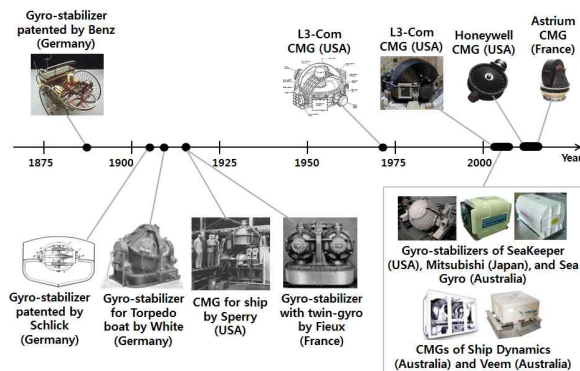 Gyro-stabilizer
patented by Benz
(Germany)
L3-Com
CMG (USA)
L3-Com
CMG (USA)
Honeywell
CMG (USA)
Astrium
CMG
(France)
1875
1900
1925
1950
1975
2000
Year
Gyro-stabilizer
patented by
Schlick
(Germany)
Gyro-stabilizer
for Torpedo
boat by White
(Germany)
CMG for ship
by Sperry
(USA)
Gyro-stabilizer
with twin-gyro
by Fieux
(France)
Gyro-stabilizers of SeaKeeper
(USA), Mitsubishi (Japan), and Sea
Gyro (Australia)
CMGs of Ship Dynamics
(Australia) and Veem (Australia)